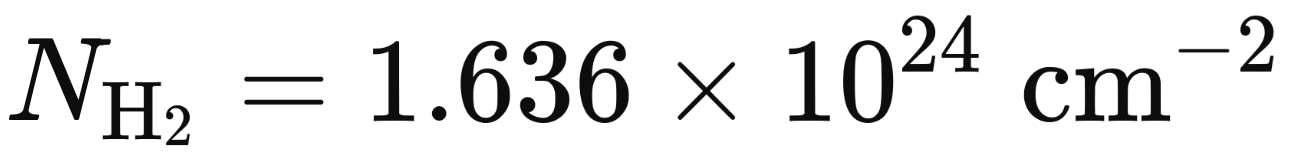 N_{H_2} = 1.636 × 10^{24} cm^{−2}